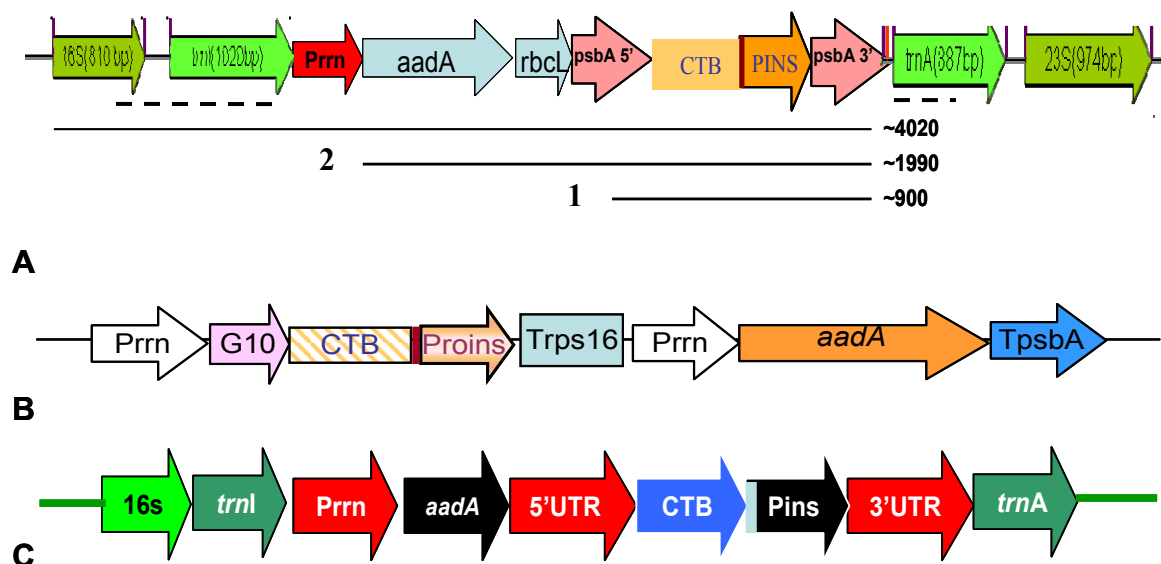 16S(810 bp) trnI(1020bp) Prrn aadA rbcL psbA 5' CTB PINS psbA 3' trnA(387bp) 23S(974bp)
~4020
2 ~1990
1 ~900
A
Prrn G10 CTB Proins Trps16 Prrn aadA TpsbA
B
16s trnI Prrn aadA 5'UTR CTB Pins 3'UTR trnA
C